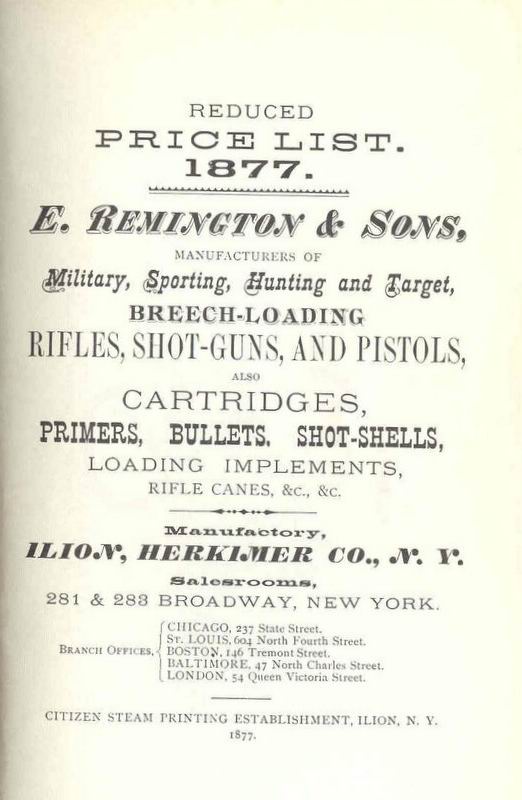 REDUCED
PRICE LIST.
1877.
E. REMINGTON & SONS,
MANUFACTURERS OF
Military, Sporting, Hunting and Target,
BREECH-LOADING
RIFLES, SHOT-GUNS, AND PISTOLS,
ALSO
CARTRIDGES,
PRIMERS, BULLETS. SHOT-SHELLS,
LOADING IMPLEMENTS,
RIFLE CANES, &c., &c.
Manufactory,
ILION, HERKIMER CO., N. Y.
Salesrooms,
281 & 283 BROADWAY, NEW YORK.
BRANCH OFFICES,
CHICAGO, 237 State Street.
ST. LOUIS, 604 North Fourth Street.
BOSTON, 146 Tremont Street.
BALTIMORE, 47 North Charles Street.
LONDON, 54 Queen Victoria Street.
CITIZEN STEAM PRINTING ESTABLISHMENT, ILION, N. Y.
1877.